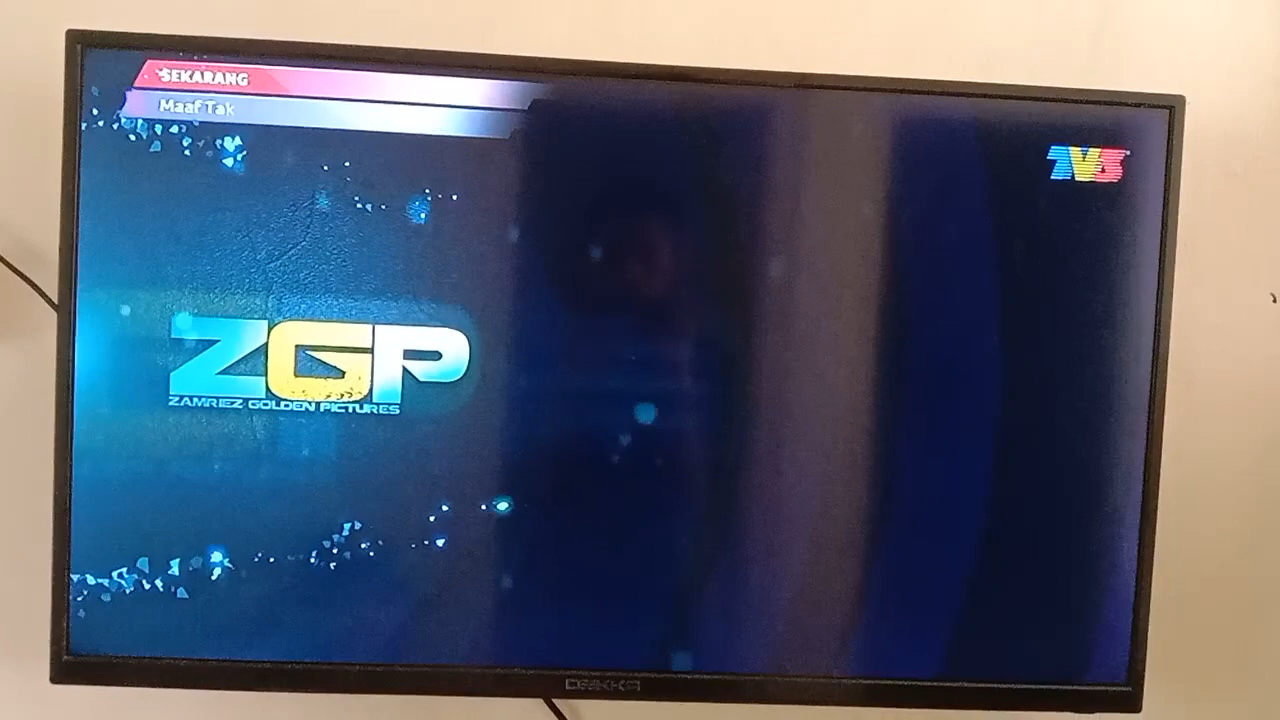 SEKARANG
Maaf Tak
TV3
ZGP
ZAMRIEZ GOLDEN PICTURES